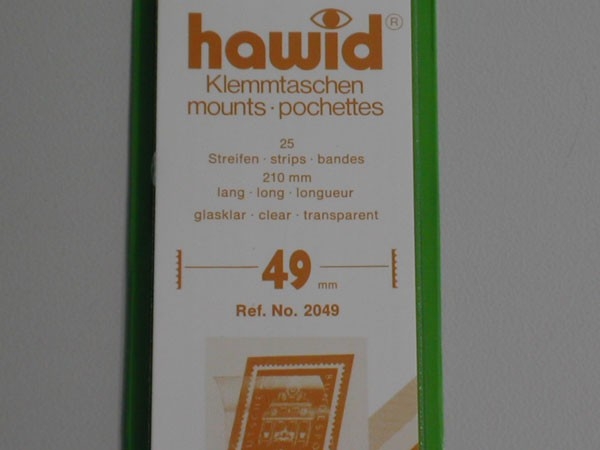 hawid®
Klemmtaschen
mounts · pochettes
25
Streifen · strips · bandes
210 mm
lang · long · longueur
glasklar · clear · transparent
49 mm
Ref. No. 2049